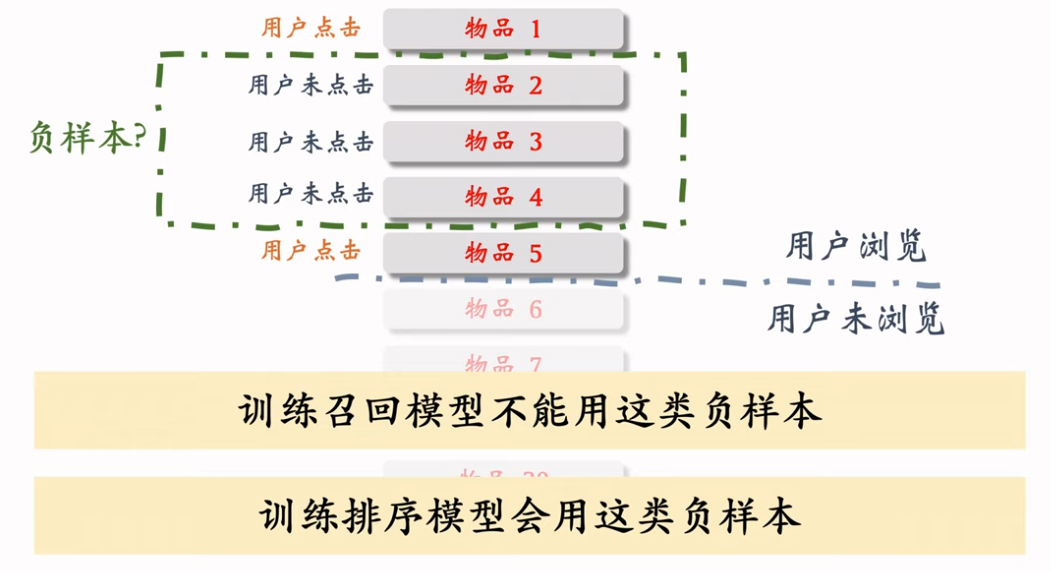 用户点击 物品 1
用户未点击 物品 2
负样本?
用户未点击 物品 3
用户未点击 物品 4
用户点击 物品 5
用户浏览
物品 6
用户未浏览
物品 7
训练召回模型不能用这类负样本
训练排序模型会用这类负样本